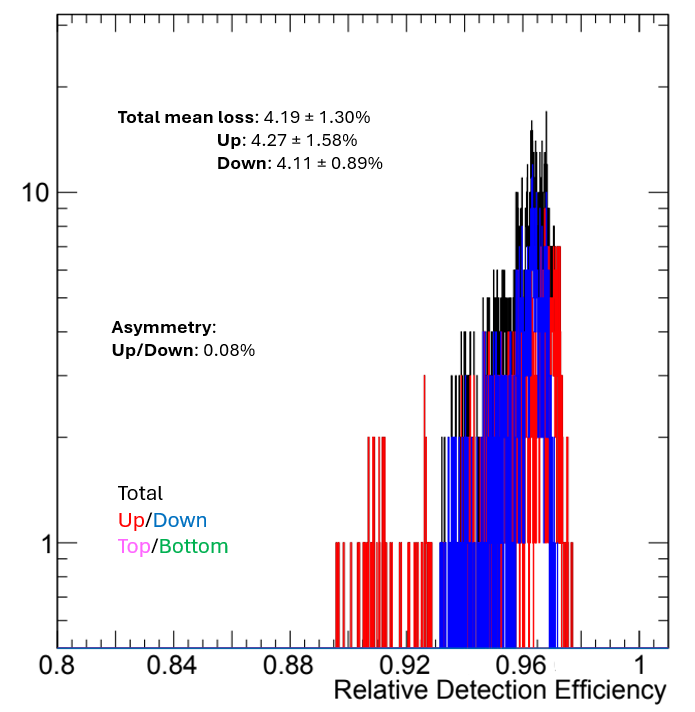 Total mean loss: 4.19 ± 1.30%
Up: 4.27 ± 1.58%
Down: 4.11 ± 0.89%
10
Asymmetry:
Up/Down: 0.08%
Total
Up/Down
Top/Bottom
1
0.8 0.84 0.88 0.92 0.96 1
Relative Detection Efficiency